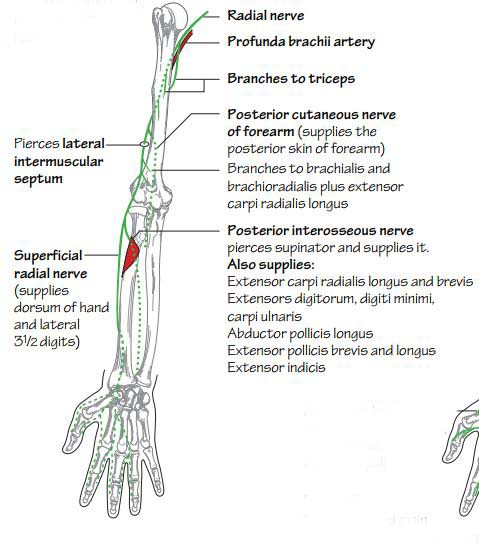 Radial nerve
Profunda brachii artery
Branches to triceps
Posterior cutaneous nerve
of forearm (supplies the
posterior skin of forearm)
Pierces lateral
intermuscular
septum
Branches to brachialis and
brachioradialis plus extensor
carpi radialis longus
Posterior interosseous nerve
pierces supinator and supplies it.
Also supplies:
Extensor carpi radialis longus and brevis
Extensors digitorum, digiti minimi,
carpi ulnaris
Abductor pollicis longus
Extensor pollicis brevis and longus
Extensor indicis
Superficial
radial nerve
(supplies
dorsum of hand
and lateral
31/2 digits)